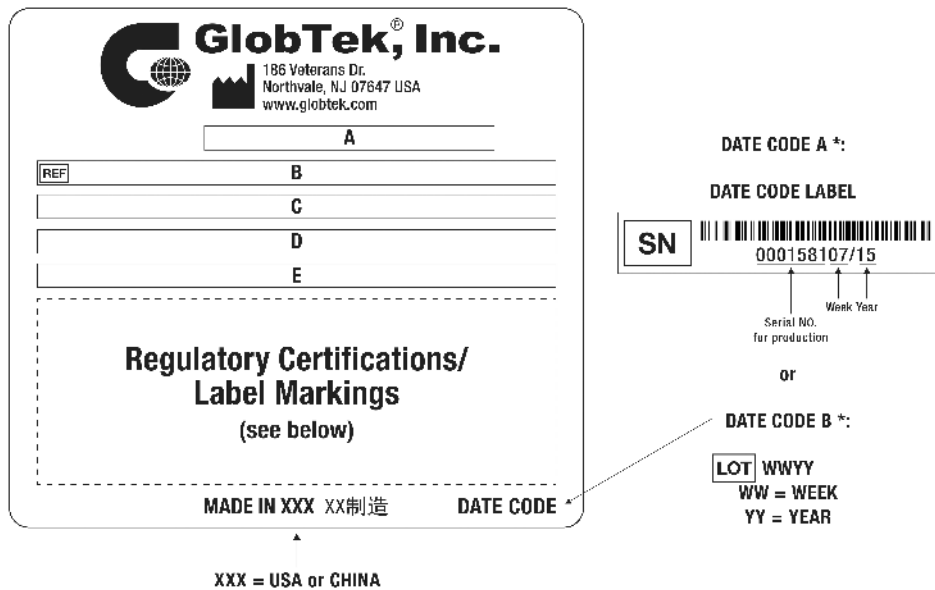 GlobTek,® Inc.
186 Veterans Dr.
Northvale, NJ 07647 USA
www.globtek.com
A
REF B
C
D
E
Regulatory Certifications/
Label Markings
(see below)
MADE IN XXX XX制造 DATE CODE
XXX = USA or CHINA
DATE CODE A *:
DATE CODE LABEL
SN
000158107/15
Week Year
Serial NO.
for production
or
DATE CODE B *:
LOT WWYY
WW = WEEK
YY = YEAR